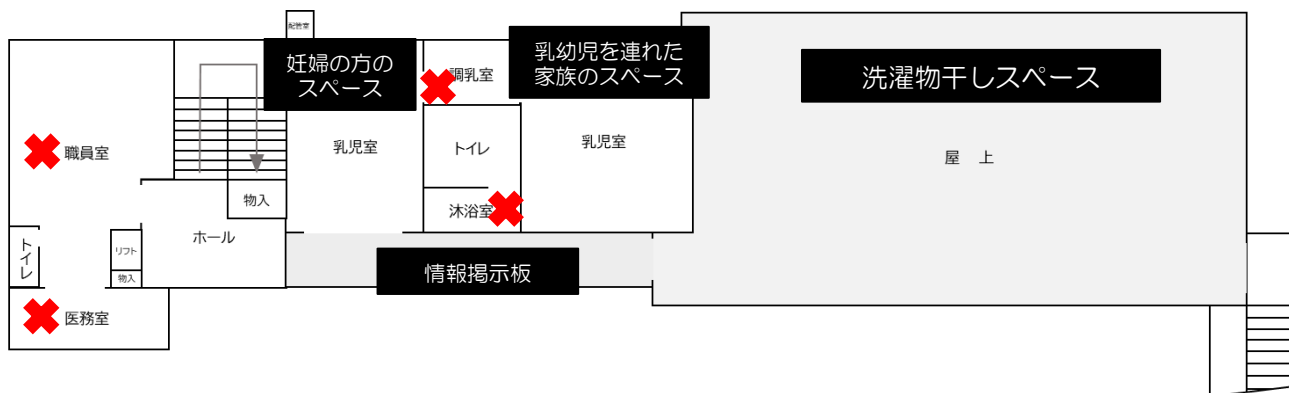 配管室
妊婦の方の
スペース
調乳室
乳幼児を連れた
家族のスペース
洗濯物干しスペース
職員室
乳児室
トイレ
乳児室
屋 上
物入
沐浴室
ホール
トイレ
リフト
物入
情報掲示板
医務室